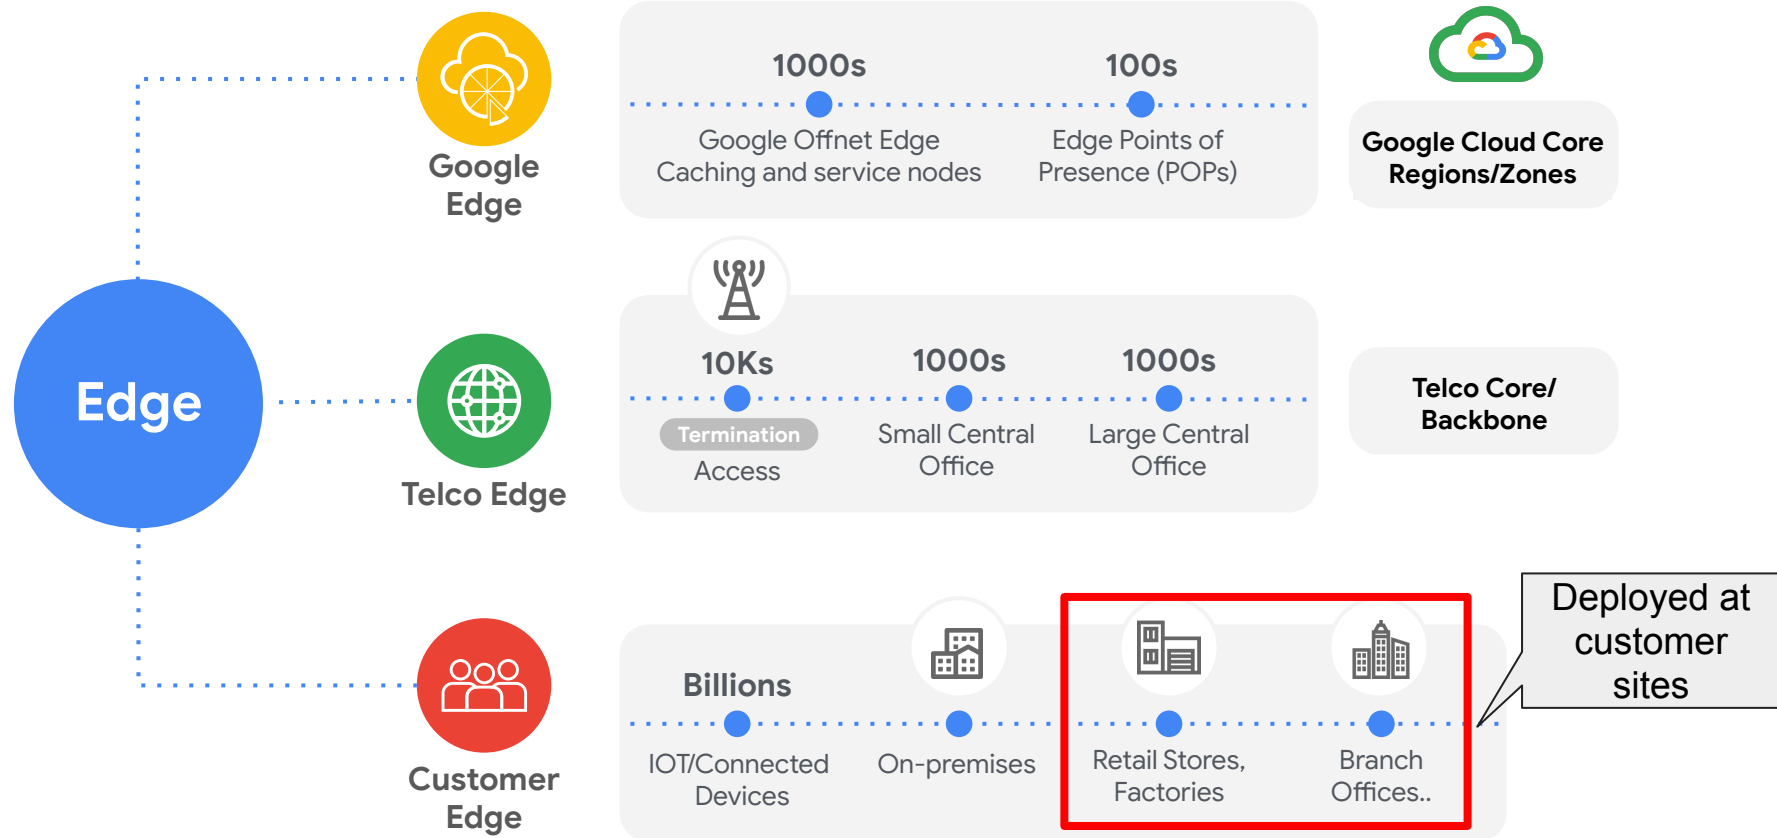 1000s
100s
Google Offnet Edge
Caching and service nodes
Edge Points of
Presence (POPs)
Google Cloud Core
Regions/Zones
Google
Edge
Edge
10Ks
1000s
1000s
Termination
Access
Small Central
Office
Large Central
Office
Telco Core/
Backbone
Telco Edge
Billions
IOT/Connected
Devices
On-premises
Retail Stores,
Factories
Branch
Offices..
Deployed at
customer
sites
Customer
Edge